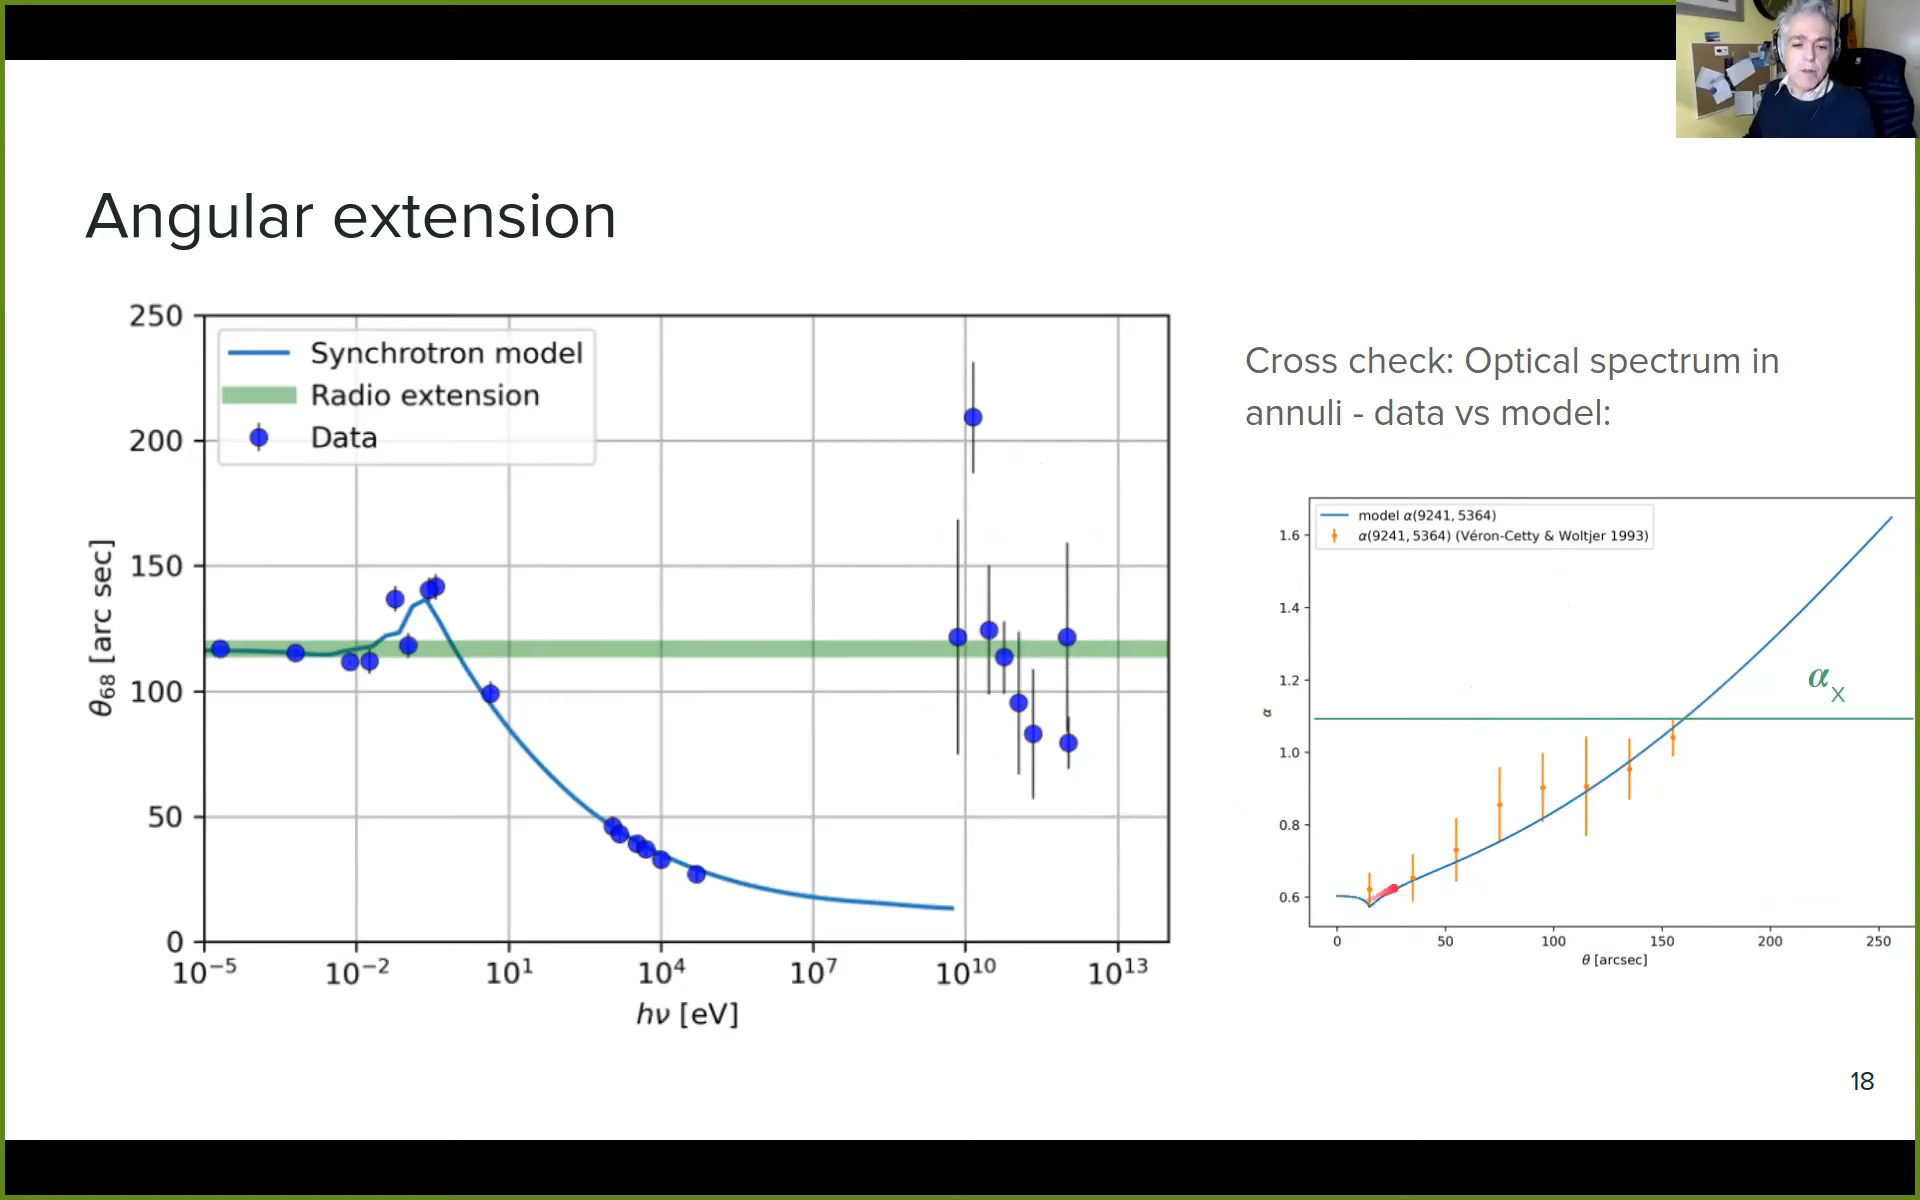 Angular extension
250
200
150
100
50
0
θ68 [arc sec]
Synchrotron model
Radio extension
Data
10⁻⁵ 10⁻² 10¹ 10⁴ 10⁷ 10¹⁰ 10¹³
hν [eV]
Cross check: Optical spectrum in
annuli - data vs model:
model α(9241, 5364)
α(9241, 5364) (Véron-Cetty & Woltjer 1993)
1.6
1.4
1.2
1.0
0.8
0.6
α
αX
0 50 100 150 200 250
θ [arcsec]
18